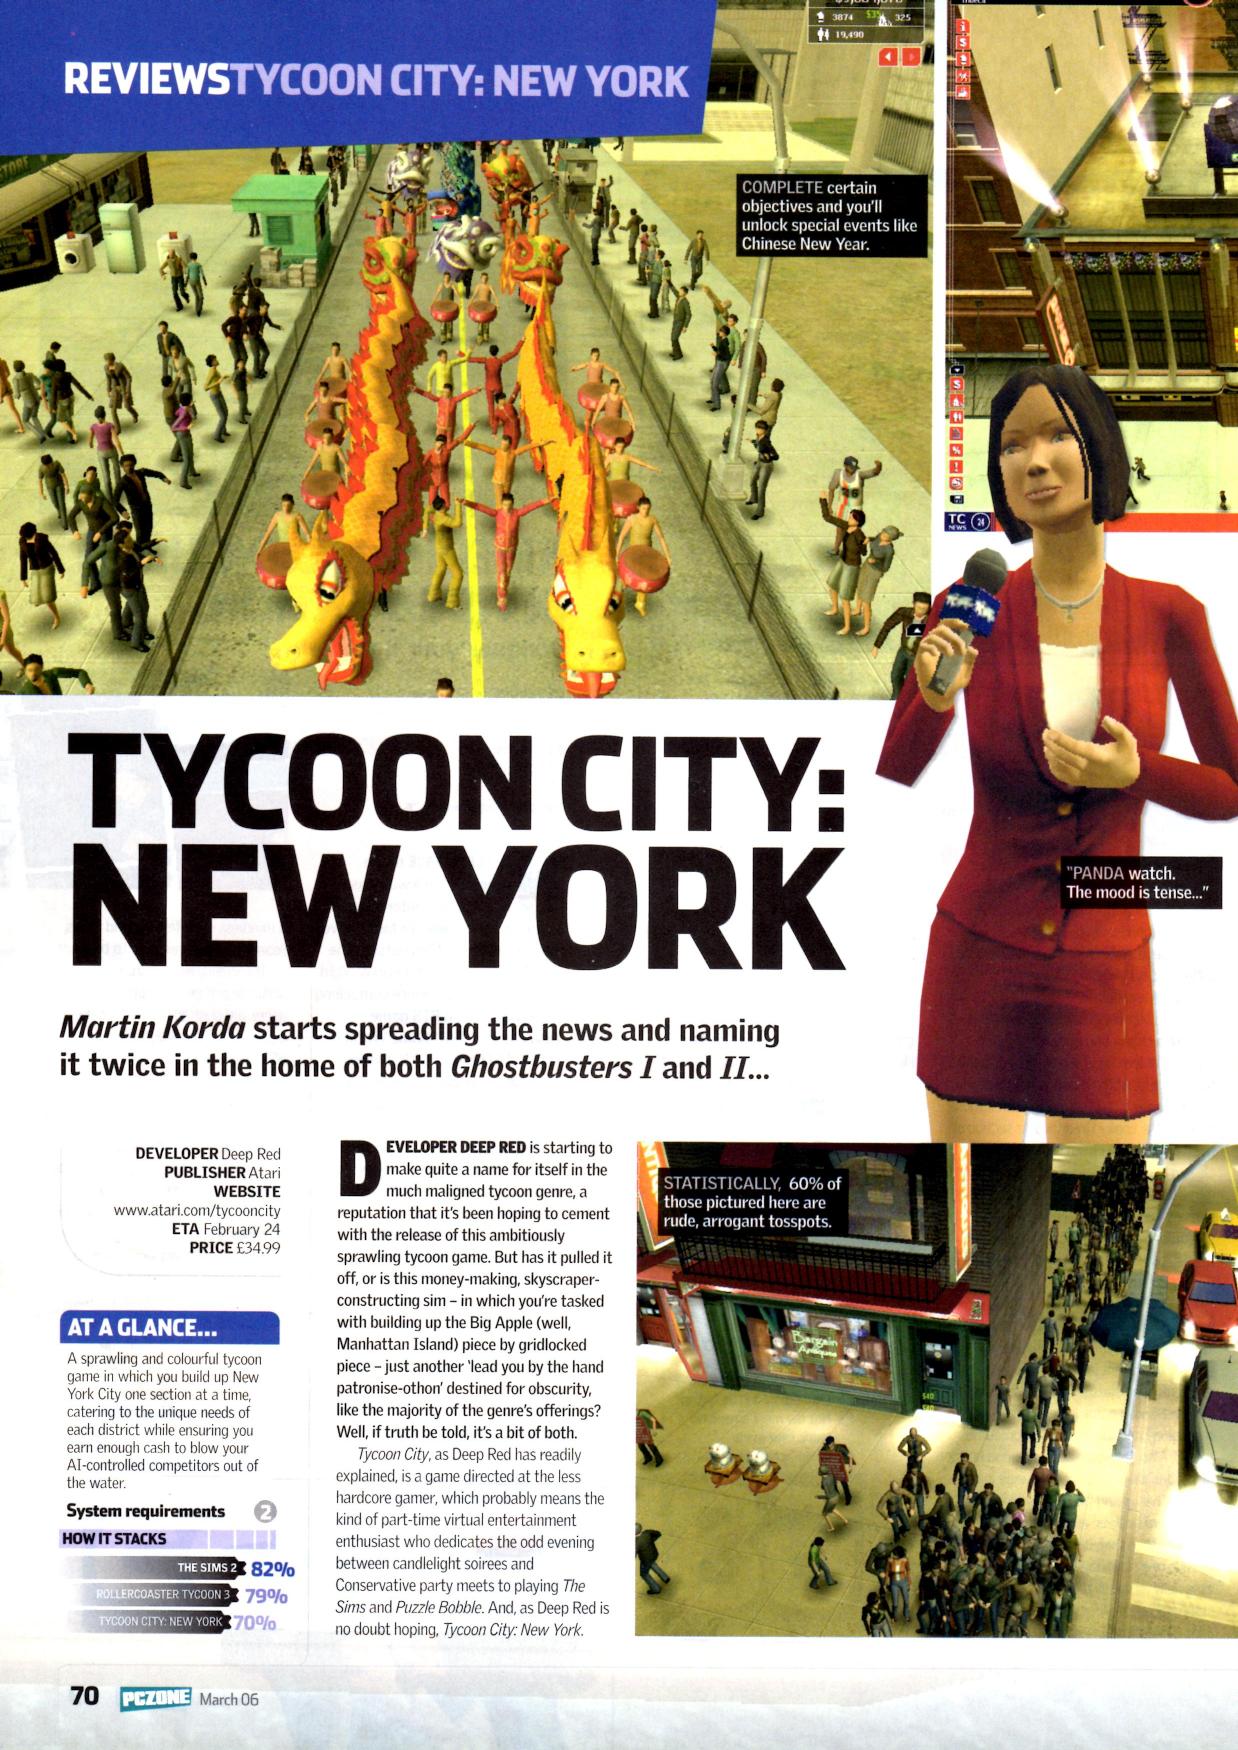 REVIEWS TYCOON CITY: NEW YORK
3874
325
19,490
COMPLETE certain
objectives and you'll
unlock special events like
Chinese New Year.
STORE
TC
NEWS
24
TYCOON CITY:
NEW YORK
"PANDA watch.
The mood is tense..."
Martin Korda starts spreading the news and naming
it twice in the home of both Ghostbusters I and II...
DEVELOPER Deep Red
PUBLISHER Atari
WEBSITE
www.atari.com/tycooncity
ETA February 24
PRICE £34.99
AT A GLANCE...
A sprawling and colourful tycoon
game in which you build up New
York City one section at a time,
catering to the unique needs of
each district while ensuring you
earn enough cash to blow your
AI-controlled competitors out of
the water.
System requirements 2
HOW IT STACKS
THE SIMS 2 82%
ROLLERCOASTER TYCOON 3 79%
TYCOON CITY: NEW YORK 70%
DEVELOPER DEEP RED is starting to
make quite a name for itself in the
much maligned tycoon genre, a
reputation that it's been hoping to cement
with the release of this ambitiously
sprawling tycoon game. But has it pulled it
off, or is this money-making, skyscraper-
constructing sim – in which you're tasked
with building up the Big Apple (well,
Manhattan Island) piece by gridlocked
piece – just another 'lead you by the hand
patronise-othon' destined for obscurity,
like the majority of the genre's offerings?
Well, if truth be told, it's a bit of both.
Tycoon City, as Deep Red has readily
explained, is a game directed at the less
hardcore gamer, which probably means the
kind of part-time virtual entertainment
enthusiast who dedicates the odd evening
between candlelight soirees and
Conservative party meets to playing The
Sims and Puzzle Bobble. And, as Deep Red is
no doubt hoping, Tycoon City: New York.
STATISTICALLY, 60% of
those pictured here are
rude, arrogant tosspots.
Bargain
Antiques
70 PCZONE March 06